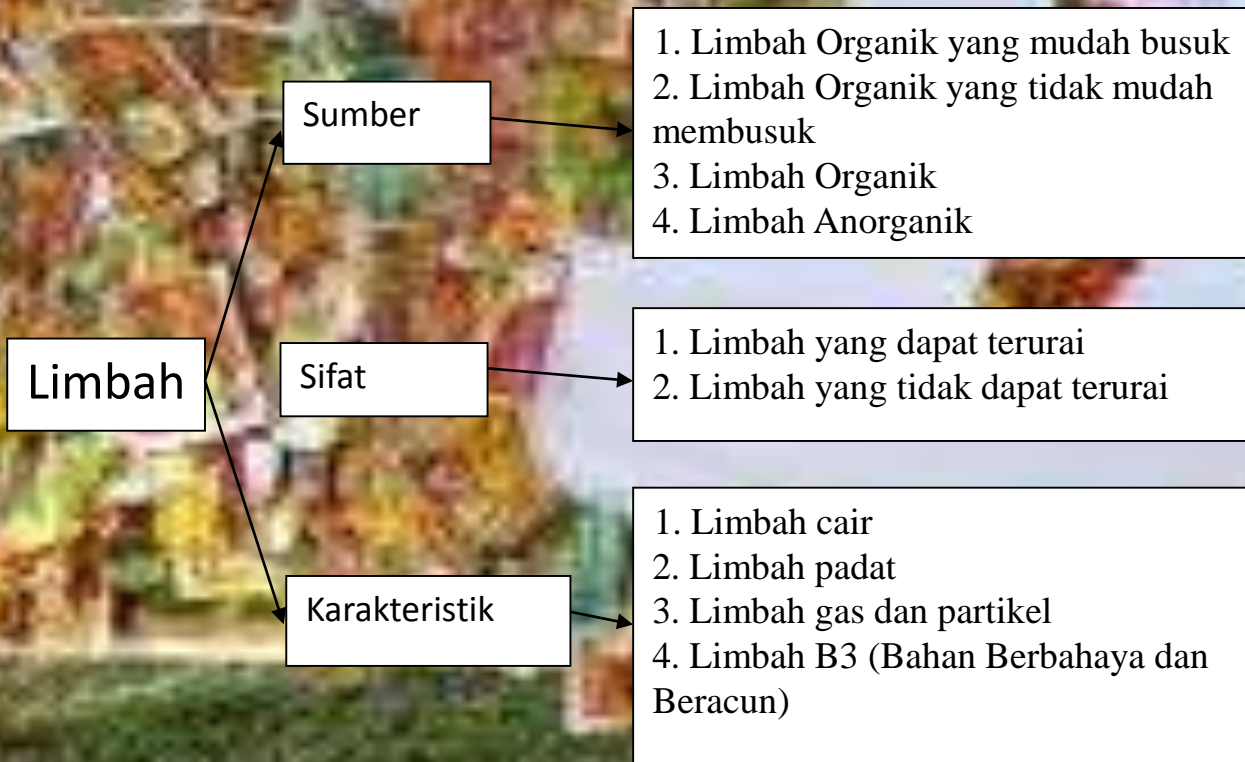 Limbah
Sumber
1. Limbah Organik yang mudah busuk
2. Limbah Organik yang tidak mudah
membusuk
3. Limbah Organik
4. Limbah Anorganik
Sifat
1. Limbah yang dapat terurai
2. Limbah yang tidak dapat terurai
Karakteristik
1. Limbah cair
2. Limbah padat
3. Limbah gas dan partikel
4. Limbah B3 (Bahan Berbahaya dan
Beracun)